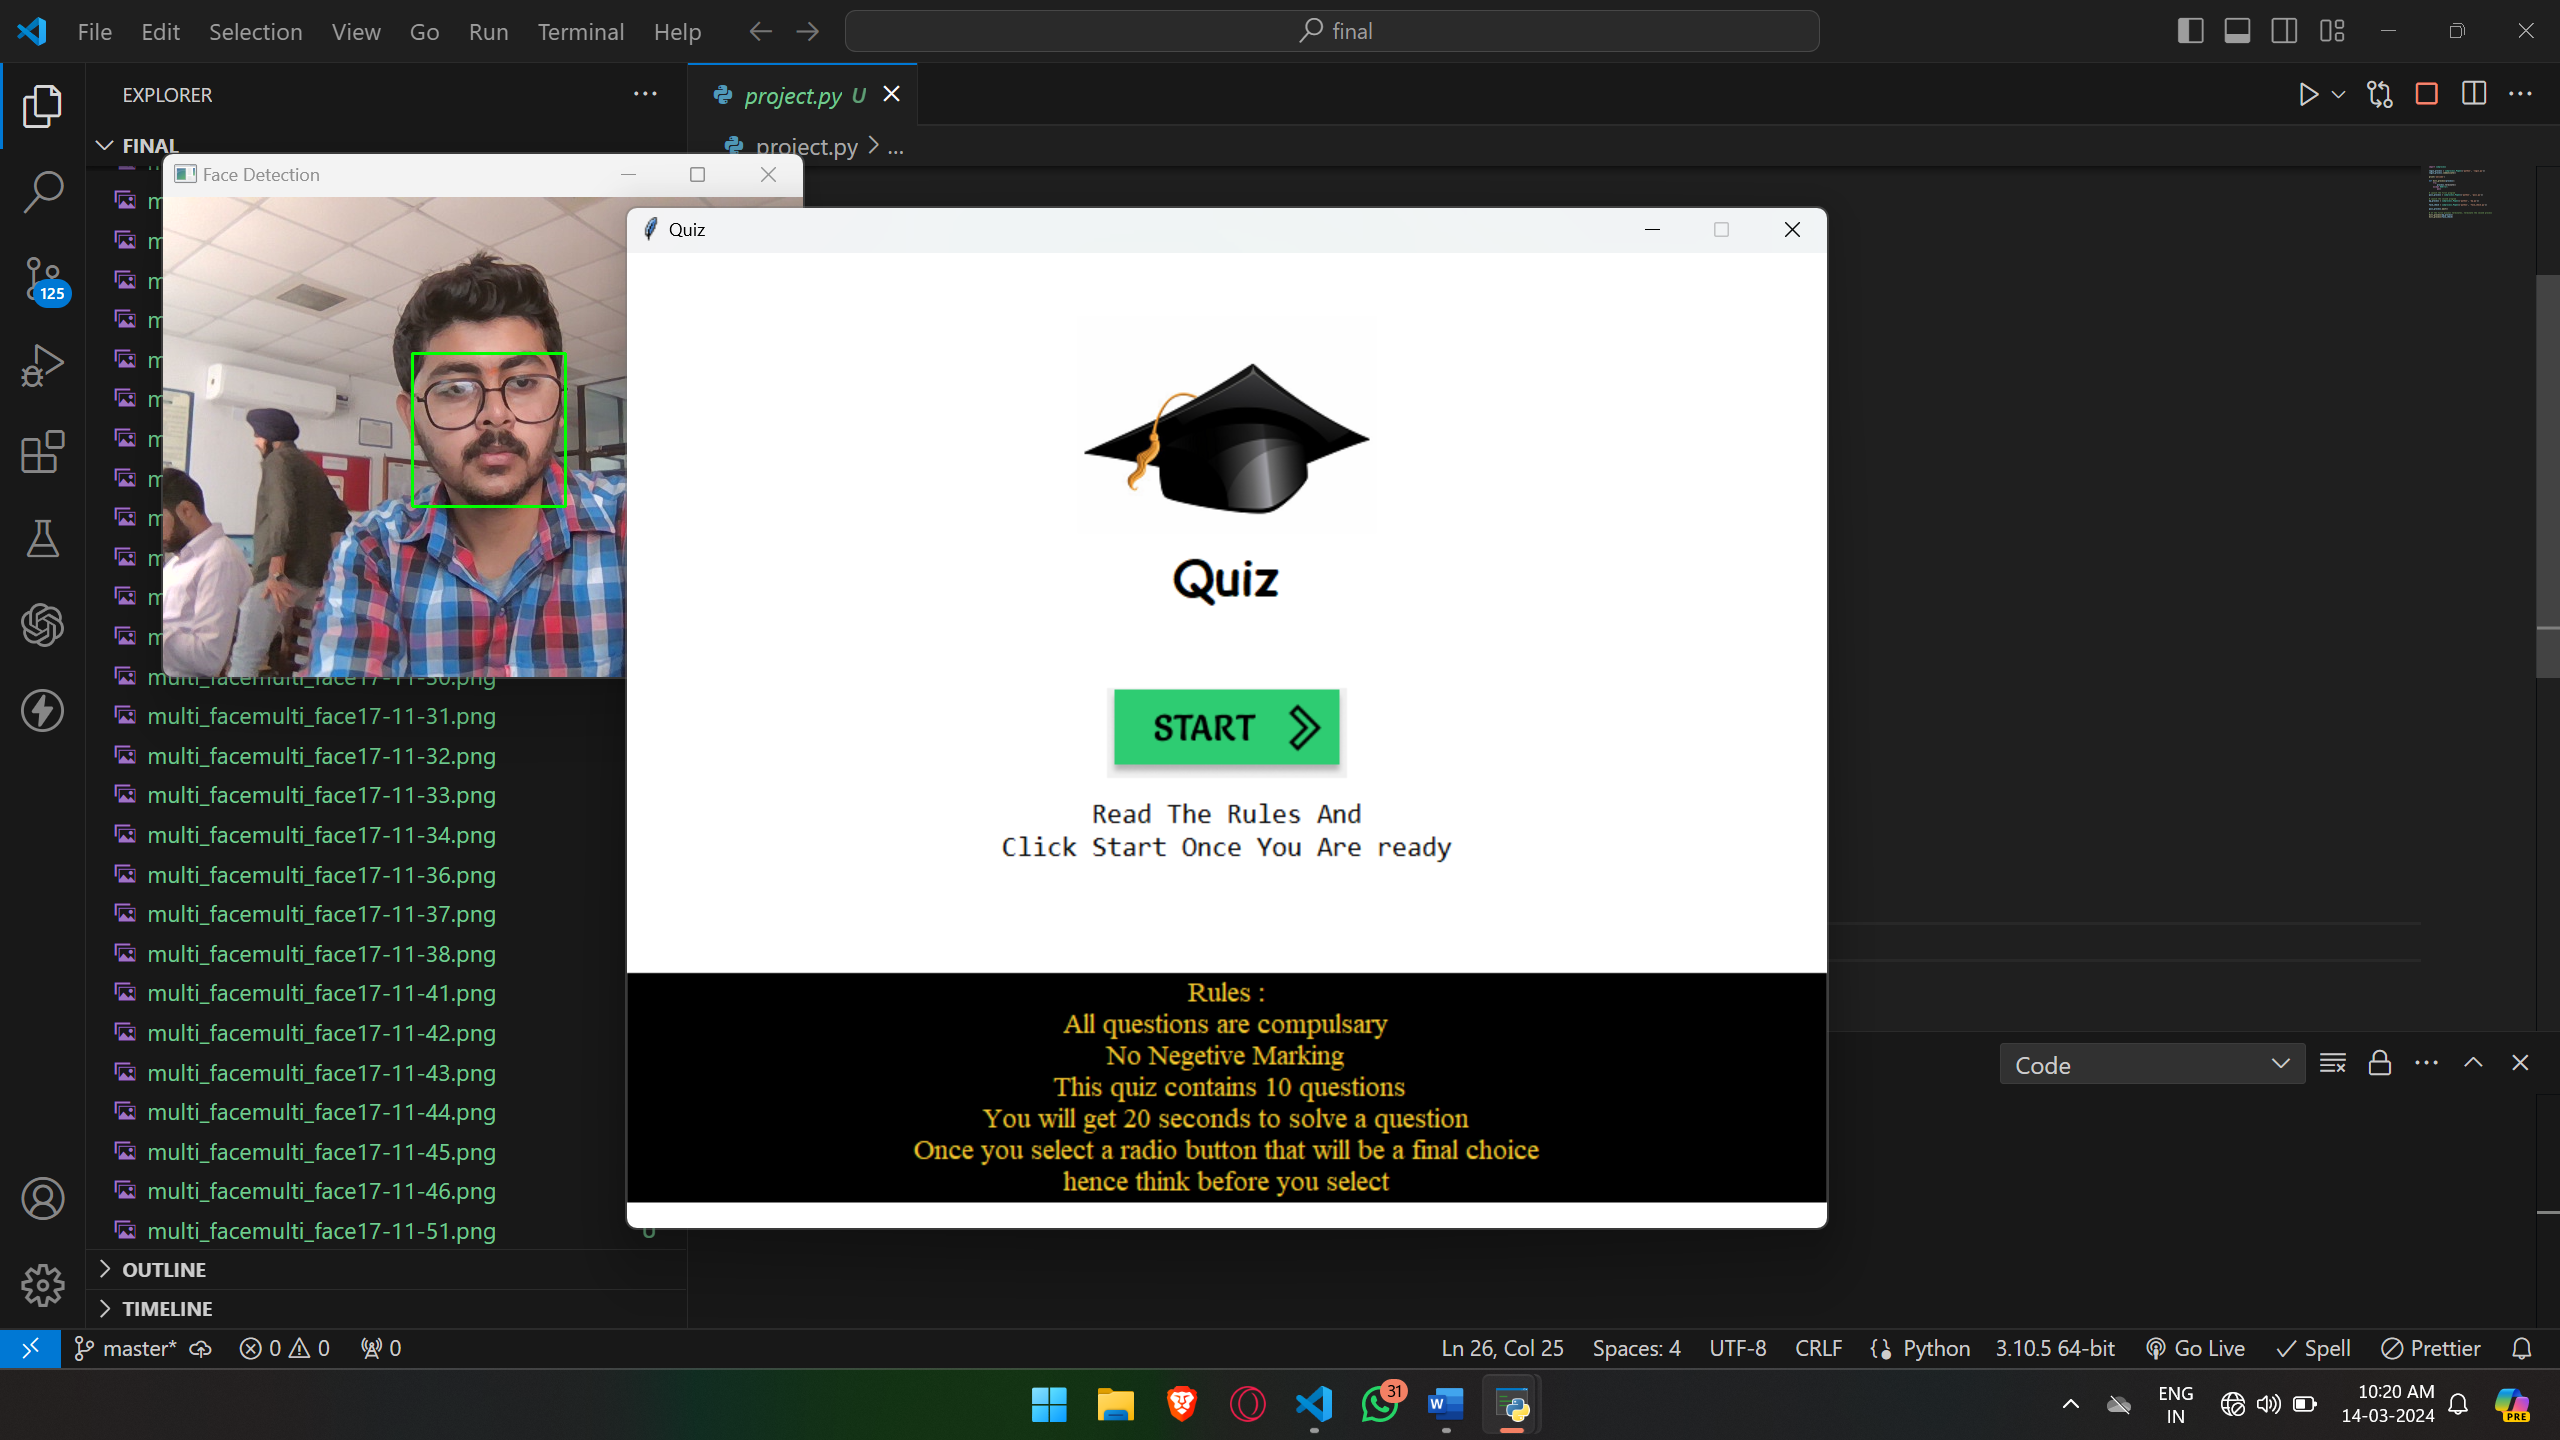 File Edit Selection View Go Run Terminal Help
final
EXPLORER
project.py U
FINAL
project.py > ...
Face Detection
Quiz
125
Quiz
START
Read The Rules And
Click Start Once You Are ready
multi_facemulti_face17-11-31.png
multi_facemulti_face17-11-32.png
multi_facemulti_face17-11-33.png
multi_facemulti_face17-11-34.png
multi_facemulti_face17-11-36.png
multi_facemulti_face17-11-37.png
multi_facemulti_face17-11-38.png
multi_facemulti_face17-11-41.png
multi_facemulti_face17-11-42.png
multi_facemulti_face17-11-43.png
multi_facemulti_face17-11-44.png
multi_facemulti_face17-11-45.png
multi_facemulti_face17-11-46.png
multi_facemulti_face17-11-51.png
Rules :
All questions are compulsary
No Negetive Marking
This quiz contains 10 questions
You will get 20 seconds to solve a question
Once you select a radio button that will be a final choice
hence think before you select
Code
OUTLINE
TIMELINE
master* 0 0 0
Ln 26, Col 25 Spaces: 4 UTF-8 CRLF Python 3.10.5 64-bit Go Live Spell Prettier
31
ENG
IN
10:20 AM
14-03-2024
PRE